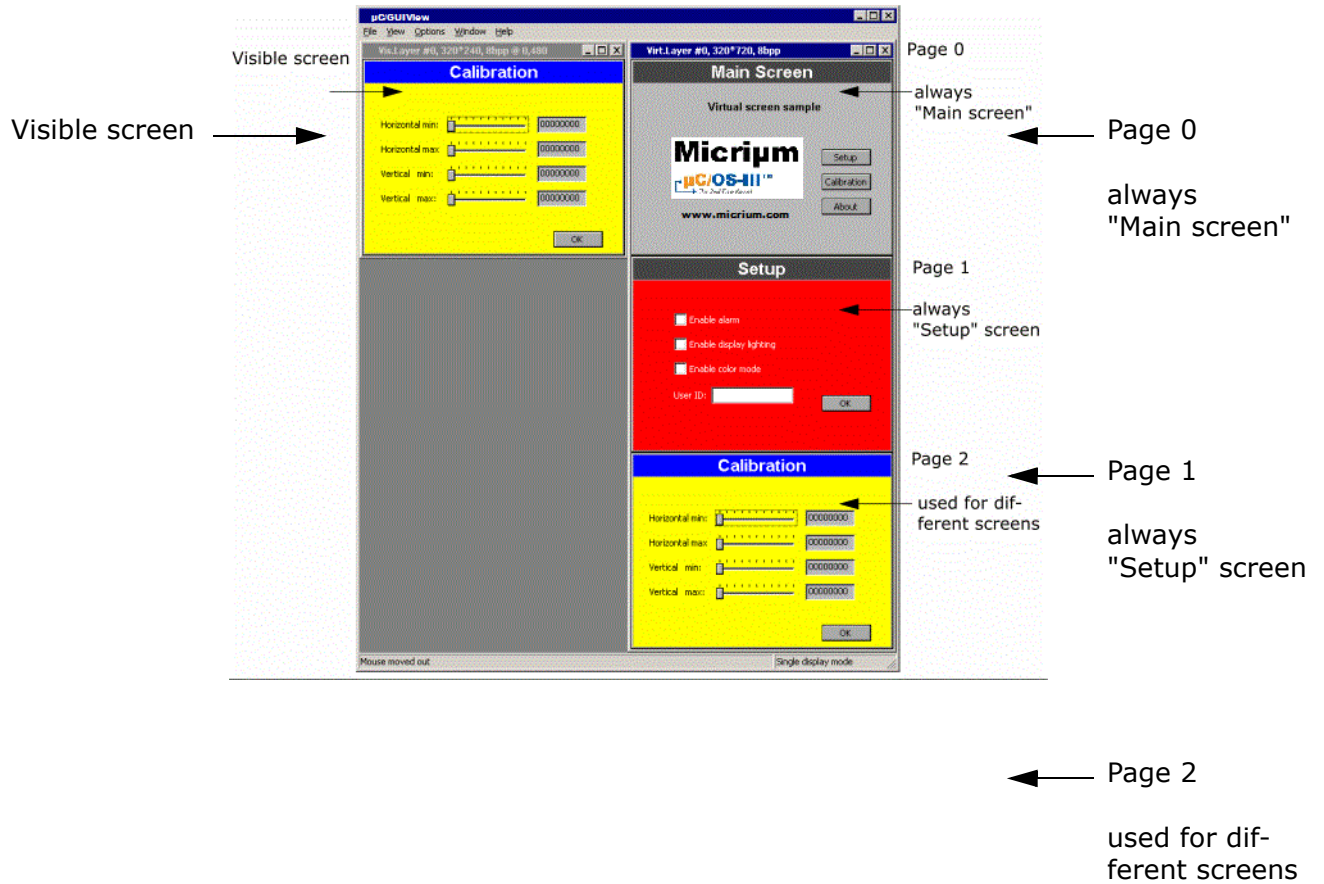 µC/GUIView
File View Options Window Help
Vis.Layer #0, 320*240, 8bpp @ 0,480
Virt.Layer #0, 320*720, 8bpp
Visible screen
Calibration
Horizontal min: 00000000
Horizontal max: 00000000
Vertical min: 00000000
Vertical max: 00000000
OK
Main Screen
Virtual screen sample
Micriµm
µC/OS-III™
The Real-Time Kernel
www.micrium.com
Setup
Calibration
About
Page 0
always
"Main screen"
Setup
Enable alarm
Enable display lighting
Enable color mode
User ID:
OK
Page 1
always
"Setup" screen
Calibration
Horizontal min: 00000000
Horizontal max 00000000
Vertical min: 00000000
Vertical max: 00000000
OK
Page 2
used for dif-
ferent screens
Mouse moved out
Single display mode
Visible screen
Page 0
always
"Main screen"
Page 1
always
"Setup" screen
Page 2
used for dif-
ferent screens